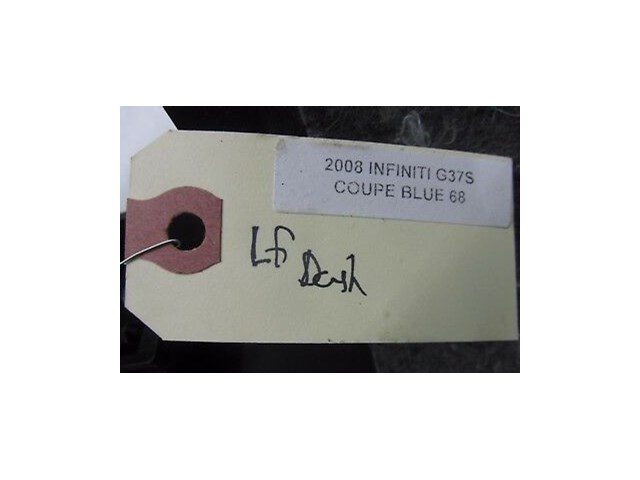 2008 INFINITI G37S
COUPE BLUE 68
Lf
Dash